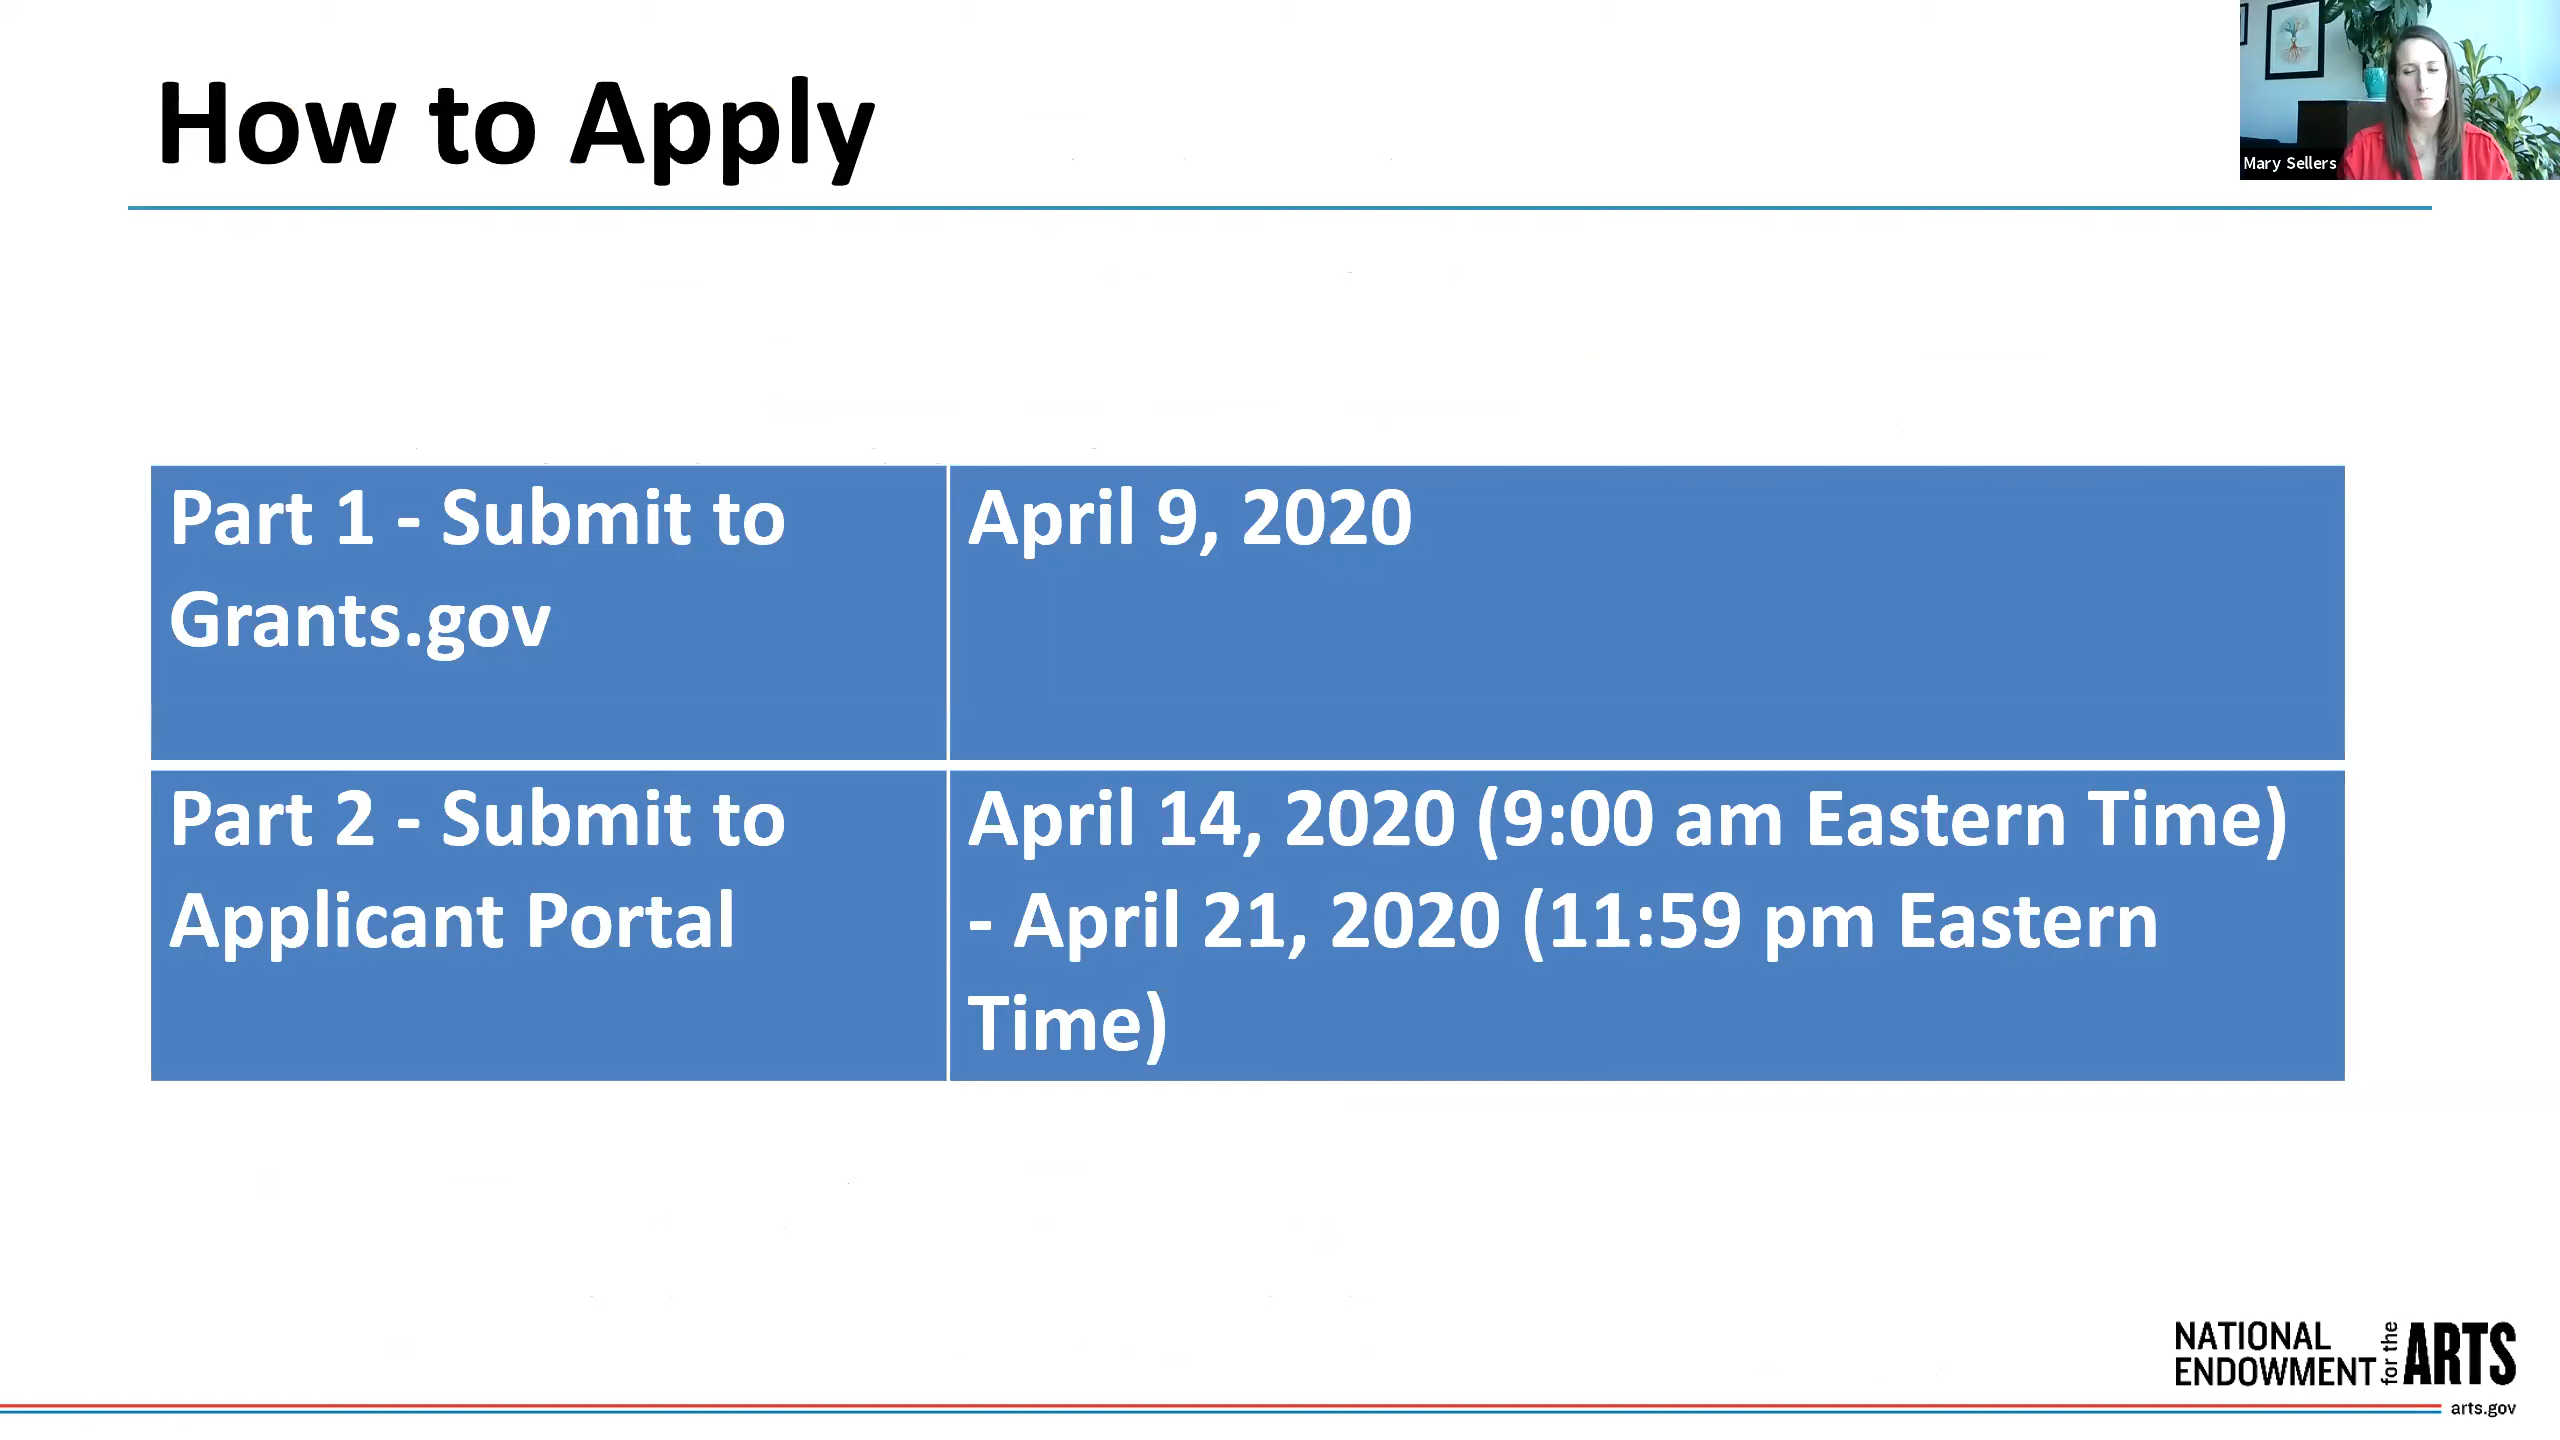 How to Apply
Mary Sellers
Part 1 - Submit to
Grants.gov
April 9, 2020
Part 2 - Submit to
Applicant Portal
April 14, 2020 (9:00 am Eastern Time)
- April 21, 2020 (11:59 pm Eastern
Time)
NATIONAL
ENDOWMENT
for the
ARTS
arts.gov